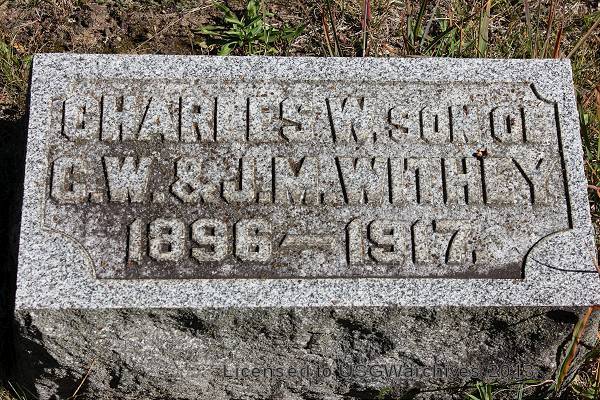 CHARLES W. SON OF
C.W. & J.M. WITHEY
1896 — 1917.
Licensed to USGWarchives 2013